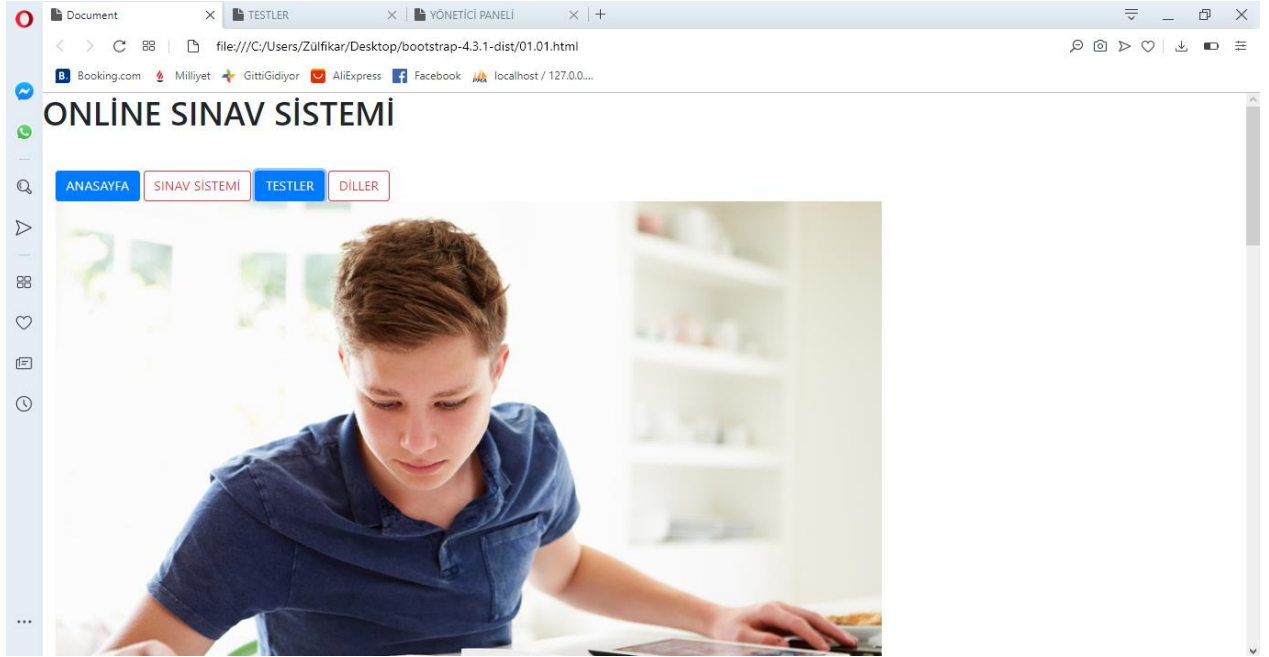 Document TESTLER YÖNETİCİ PANELİ
file:///C:/Users/Zülfikar/Desktop/bootstrap-4.3.1-dist/01.01.html
B. Booking.com Milliyet GittiGidiyor AliExpress Facebook localhost / 127.0.0....
ONLİNE SINAV SİSTEMİ
ANASAYFA SINAV SİSTEMİ TESTLER DİLLER